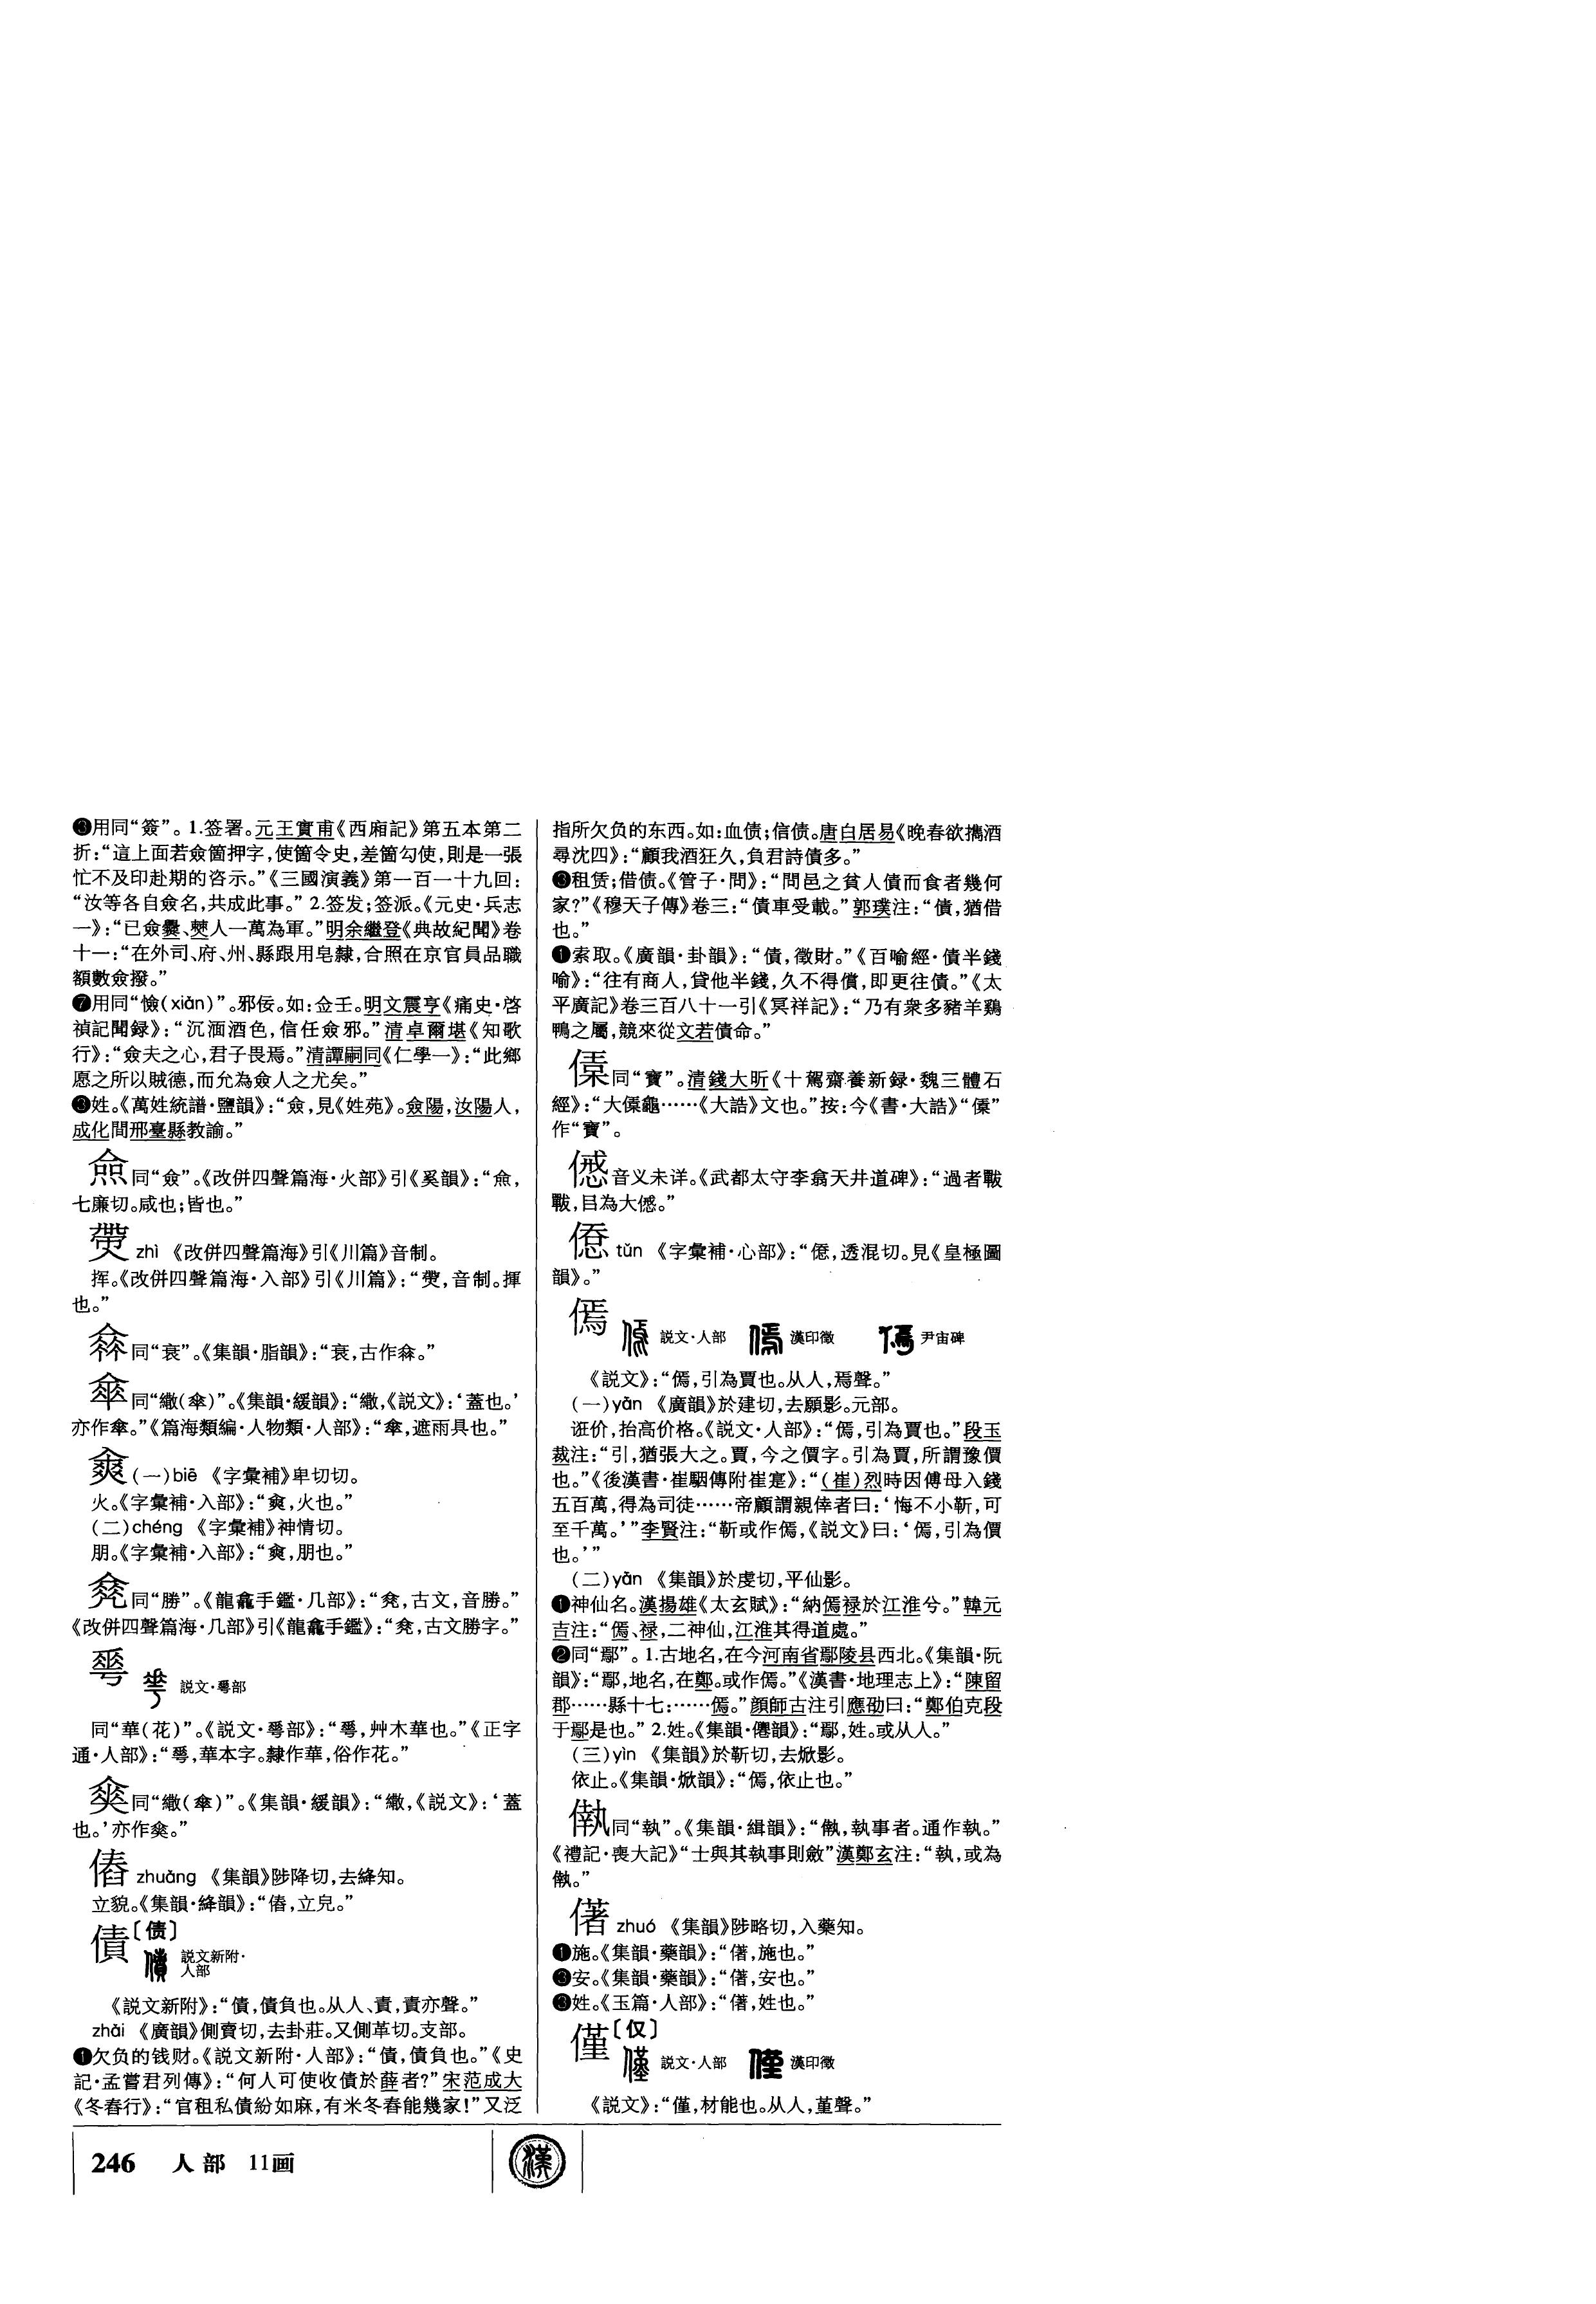 ❸用同“簽”。1.签署。元王實甫《西廂記》第五本第二
折：“這上面若僉箇押字，使箇令史，差箇勾使，則是一張
忙不及印赴期的咨示。”《三國演義》第一百一十九回：
“汝等各自僉名，共成此事。”2.签发；签派。《元史·兵志
一》：“已僉爨、僰人一萬為軍。”明余繼登《典故紀聞》卷
十一：“在外司、府、州、縣跟用皂隸，合照在京官員品職
額數僉撥。”
❼用同“憸(xiǎn)”。邪佞。如：佥壬。明文震亨《痛史·啓
禎記聞録》：“沉湎酒色，信任僉邪。”清卓爾堪《知歌
行》：“僉夫之心，君子畏焉。”清譚嗣同《仁學一》：“此鄉
愿之所以賊德，而允為僉人之尤矣。”
❸姓。《萬姓統譜·鹽韻》：“僉，見《姓苑》。僉陽，汝陽人，
成化間邢臺縣教諭。”
同“僉”。《改併四聲篇海·火部》引《奚韻》：
七廉切。咸也；皆也。”
zhì 《改併四聲篇海》引《川篇》音制。
挥。《改併四聲篇海·入部》引《川篇》：音制。揮
也。”
同“衰”。《集韻·脂韻》：“衰，古作
同“繖(傘)”。《集韻·緩韻》：“繖，《説文》：‘蓋也。’
亦作傘。”《篇海類編·人物類·人部》：“傘，遮雨具也。”
(一)biē 《字彙補》卑切切。
火。《字彙補·入部》：火也。”
(二)chéng 《字彙補》神情切。
朋。《字彙補·入部》：朋也。”
同“勝”。《龍龕手鑑·几部》：古文，音勝。”
《改併四聲篇海·几部》引《龍龕手鑑》：古文勝字。”
説文·𠌶部
同“華(花)”。《説文·𠌶部》：“𠌶，艸木華也。”《正字
通·人部》：“𠌶，華本字。隸作華，俗作花。”
同“繖(傘)”。《集韻·緩韻》：“繖，《説文》：‘蓋
也。’亦作
zhuǎng 《集韻》陟降切，去絳知。
立貌。《集韻·絳韻》：立皃。”
債〔债〕
説文新附·
人部
《説文新附》：“債，債負也。从人、責，責亦聲。”
zhài 《廣韻》側賣切，去卦莊。又側革切。支部。
❶欠负的钱财。《説文新附·人部》：“債，債負也。”《史
記·孟嘗君列傳》：“何人可使收債於薛者？”宋范成大
《冬舂行》：“官租私債紛如麻，有米冬舂能幾家！”又泛
指所欠负的东西。如：血债；信债。唐白居易《晚春欲攜酒
尋沈四》：“顧我酒狂久，負君詩債多。”
❸租赁；借债。《管子·問》：“問邑之貧人債而食者幾何
家？”《穆天子傳》卷三：“債車受載。”郭璞注：“債，猶借
也。”
❶索取。《廣韻·卦韻》：“債，徵財。”《百喻經·債半錢
喻》：“往有商人，貸他半錢，久不得償，即更往債。”《太
平廣記》卷三百八十一引《冥祥記》：“乃有衆多豬羊鷄
鴨之屬，競來從文若債命。”
同“寶”。清錢大昕《十駕齋養新録·魏三體石
經》：“大龜……《大誥》文也。”按：今《書·大誥》
作“寶”。
音义未详。《武都太守李翕天井道碑》：“過者戰
戰，㠯為大
tǔn 《字彙補·心部》：透混切。見《皇極圖
韻》。”
傿 説文·人部 漢印徵 尹宙碑
《説文》：“傿，引為賈也。从人，焉聲。”
(一)yǎn 《廣韻》於建切，去願影。元部。
诳价，抬高价格。《説文·人部》：“傿，引為賈也。”段玉
裁注：“引，猶張大之。賈，今之價字。引為賈，所謂豫價
也。”《後漢書·崔駰傳附崔寔》：“(崔)烈時因傅母入錢
五百萬，得為司徒……帝顧謂親倖者曰：‘悔不小靳，可
至千萬。’”李賢注：“靳或作傿，《説文》曰：‘傿，引為價
也。’”
(二)yǎn 《集韻》於虔切，平仙影。
❶神仙名。漢揚雄《太玄賦》：“納傿禄於江淮兮。”韓元
吉注：“傿、禄，二神仙，江淮其得道處。”
❷同“鄢”。1.古地名，在今河南省鄢陵县西北。《集韻·阮
韻》：“鄢，地名，在鄭。或作傿。”《漢書·地理志上》：“陳留
郡……縣十七：……傿。”顔師古注引應劭曰：“鄭伯克段
于鄢是也。”2.姓。《集韻·僊韻》：“鄢，姓。或从人。”
(三)yìn 《集韻》於靳切，去焮影。
依止。《集韻·焮韻》：“傿，依止也。”
同“執”。《集韻·緝韻》：“㙯，執事者。通作執。”
《禮記·喪大記》“士與其執事則斂”漢鄭玄注：“執，或為
zhuó 《集韻》陟略切，入藥知。
❶施。《集韻·藥韻》：“㒂，施也。”
❸安。《集韻·藥韻》：“㒂，安也。”
❸姓。《玉篇·人部》：“㒂，姓也。”
僅〔仅〕
説文·人部 漢印徵
《説文》：“僅，材能也。从人，堇聲。”
246 人部 11画
漢